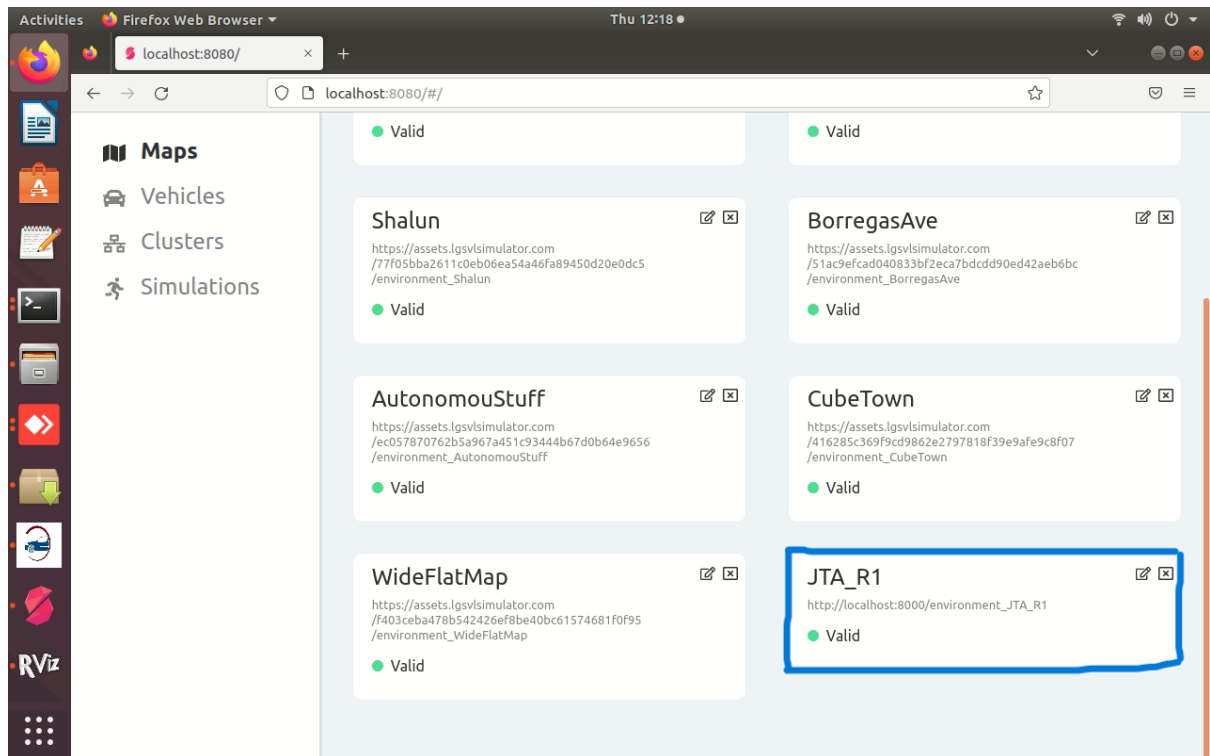 Activities Firefox Web Browser Thu 12:18
localhost:8080/
localhost:8080/#/
Maps
Vehicles
Clusters
Simulations
Valid
Valid
Shalun
https://assets.lgsvlsimulator.com
/77f05bba2611c0eb06ea54a46fa89450d20e0dc5
/environment_Shalun
Valid
BorregasAve
https://assets.lgsvlsimulator.com
/51ac9efcad040833bf2eca7bdcdd90ed42aeb6bc
/environment_BorregasAve
Valid
AutonomouStuff
https://assets.lgsvlsimulator.com
/ec057870762b5a967a451c93444b67d0b64e9656
/environment_AutonomouStuff
Valid
CubeTown
https://assets.lgsvlsimulator.com
/416285c369f9cd9862e2797818f39e9afe9c8f07
/environment_CubeTown
Valid
WideFlatMap
https://assets.lgsvlsimulator.com
/f403ceba478b542426ef8be40bc61574681f0f95
/environment_WideFlatMap
Valid
JTA_R1
http://localhost:8000/environment_JTA_R1
Valid
RViz